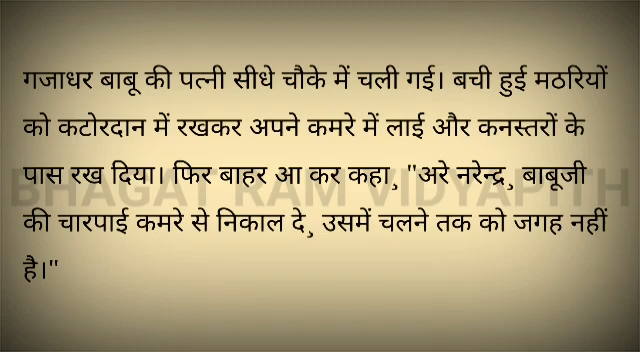 गजाधर बाबू की पत्नी सीधे चौके में चली गई। बची हुई मठरियों
को कटोरदान में रखकर अपने कमरे में लाई और कनस्तरों के
पास रख दिया। फिर बाहर आ कर कहा¸ "अरे नरेन्द्र¸ बाबूजी
BHAGAT RAM VIDYAPITH
की चारपाई कमरे से निकाल दे¸ उसमें चलने तक को जगह नहीं
है।"